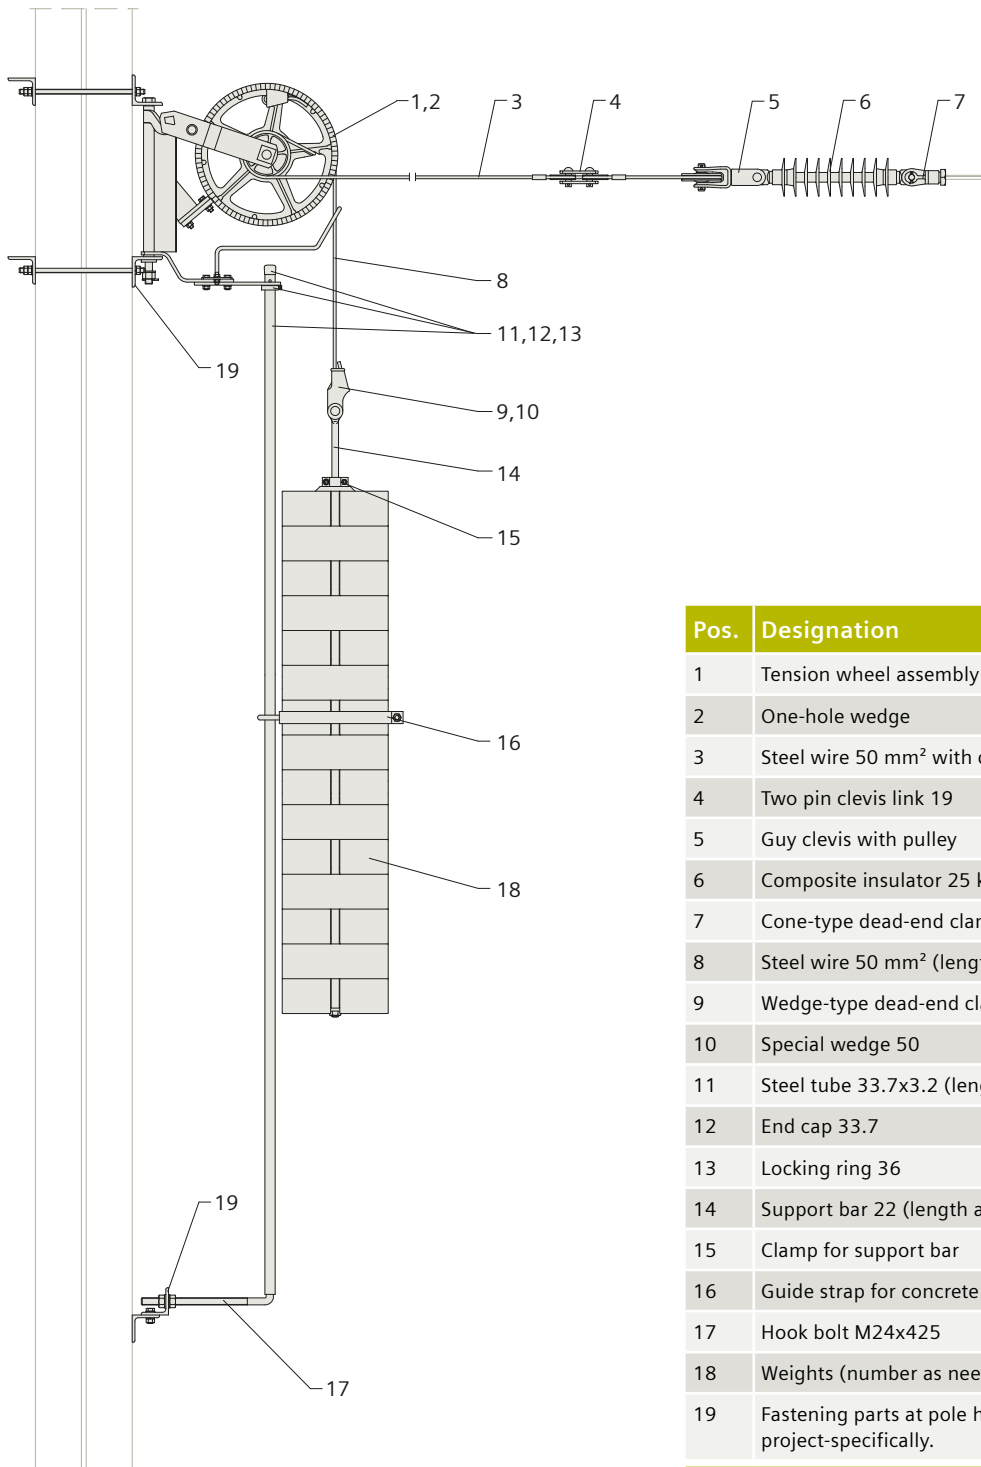 1,2
3
4
5
6
7
8
11,12,13
19
9,10
14
15
16
18
19
17
Pos. Designation
1 Tension wheel assembly
2 One-hole wedge
3 Steel wire 50 mm² with
4 Two pin clevis link 19
5 Guy clevis with pulley
6 Composite insulator 25
7 Cone-type dead-end
8 Steel wire 50 mm²
9 Wedge-type dead-end
10 Special wedge 50
11 Steel tube 33.7x3.2
12 End cap 33.7
13 Locking ring 36
14 Support bar 22 (length
15 Clamp for support bar
16 Guide strap for concrete
17 Hook bolt M24x425
18 Weights (number as
19 Fastening parts at pole
project-specifically.